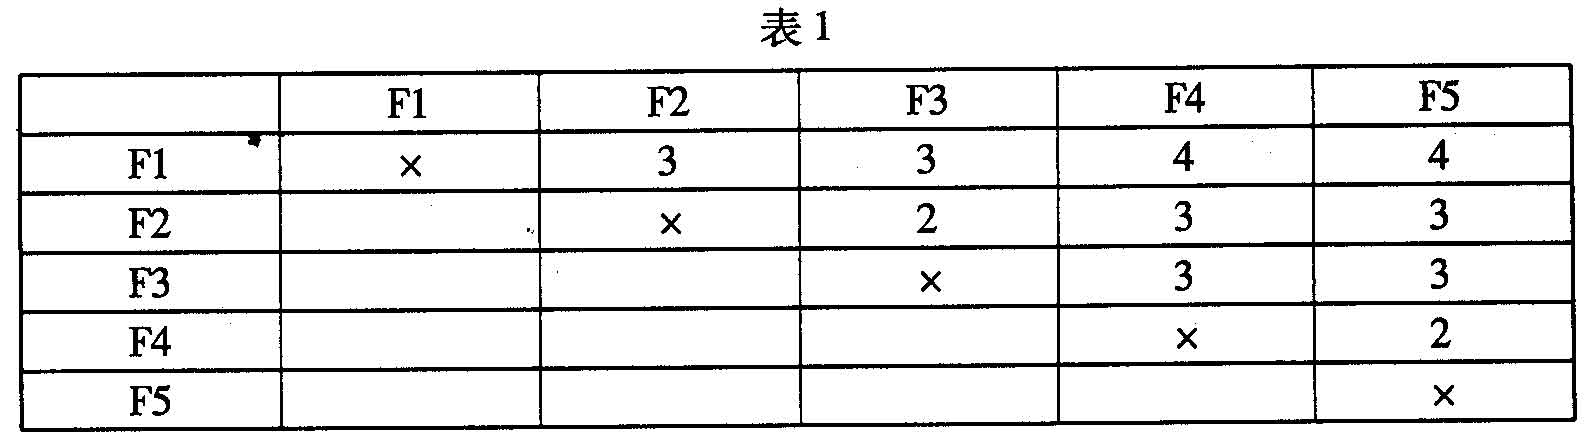 表 1
F1 F2 F3 F4 F5
F1 × 3 3 4 4
F2 × 2 3 3
F3 × 3 3
F4 × 2
F5 ×